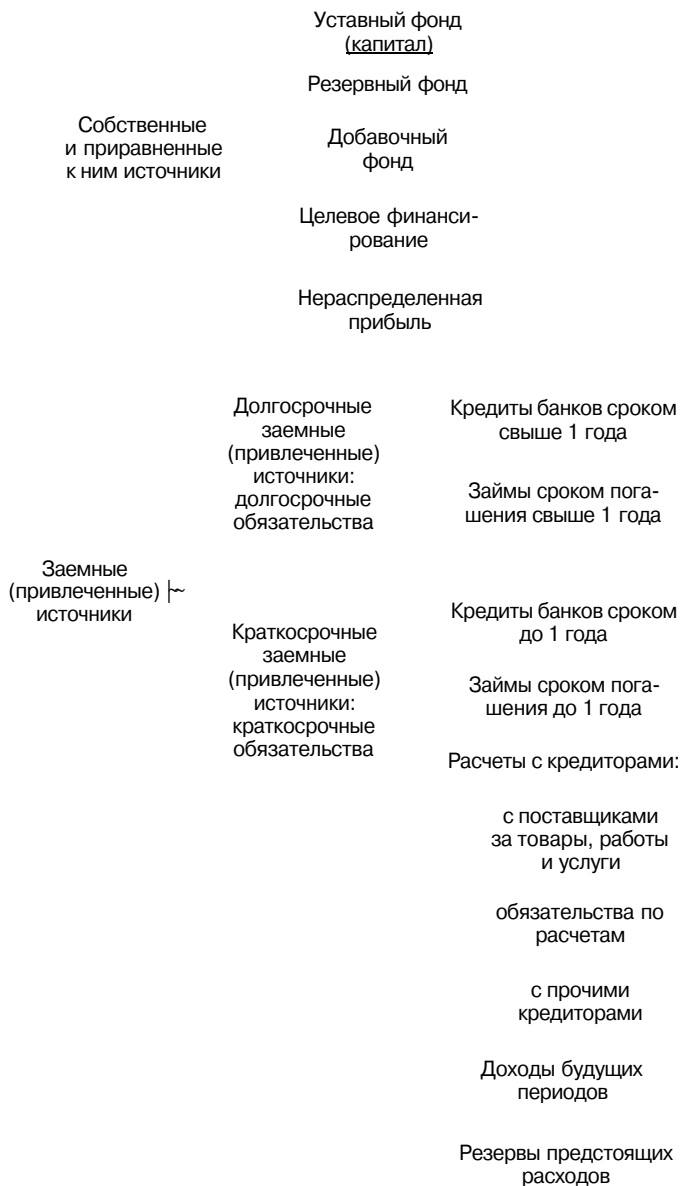 Уставный фонд
(капитал)
Резервный фонд
Собственные
и приравненные
к ним источники
Добавочный
фонд
Целевое финанси-
рование
Нераспределенная
прибыль
Долгосрочные
заемные
(привлеченные)
источники:
долгосрочные
обязательства
Кредиты банков сроком
свыше 1 года
Займы сроком пога-
шения свыше 1 года
Заемные
(привлеченные)
источники
Краткосрочные
заемные
(привлеченные)
источники:
краткосрочные
обязательства
Кредиты банков сроком
до 1 года
Займы сроком пога-
шения до 1 года
Расчеты с кредиторами:
с поставщиками
за товары, работы
и услуги
обязательства по
расчетам
с прочими
кредиторами
Доходы будущих
периодов
Резервы предстоящих
расходов